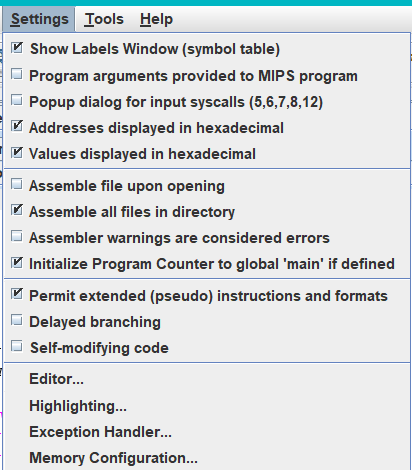 Settings Tools Help
Show Labels Window (symbol table)
Program arguments provided to MIPS program
Popup dialog for input syscalls (5,6,7,8,12)
Addresses displayed in hexadecimal
Values displayed in hexadecimal
Assemble file upon opening
Assemble all files in directory
Assembler warnings are considered errors
Initialize Program Counter to global 'main' if defined
Permit extended (pseudo) instructions and formats
Delayed branching
Self-modifying code
Editor...
Highlighting...
Exception Handler...
Memory Configuration...